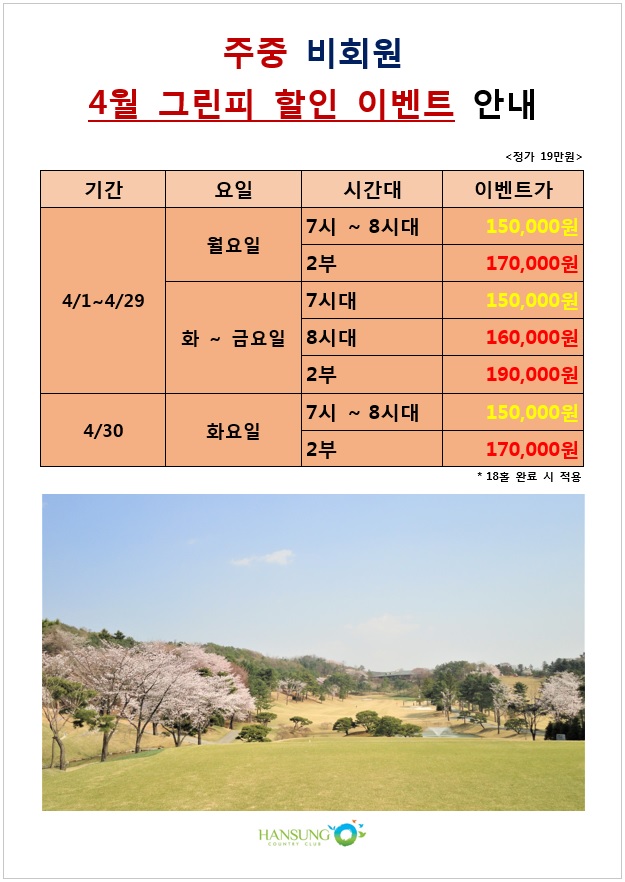 주중 비회원
4월 그린피 할인 이벤트 안내
<정가 19만원>
기간 요일 시간대 이벤트가
4/1~4/29 월요일 7시 ~ 8시대 150,000원
2부 170,000원
화 ~ 금요일 7시대 150,000원
8시대 160,000원
2부 190,000원
4/30 화요일 7시 ~ 8시대 150,000원
2부 170,000원
* 18홀 완료 시 적용
HANSUNG
COUNTRY CLUB